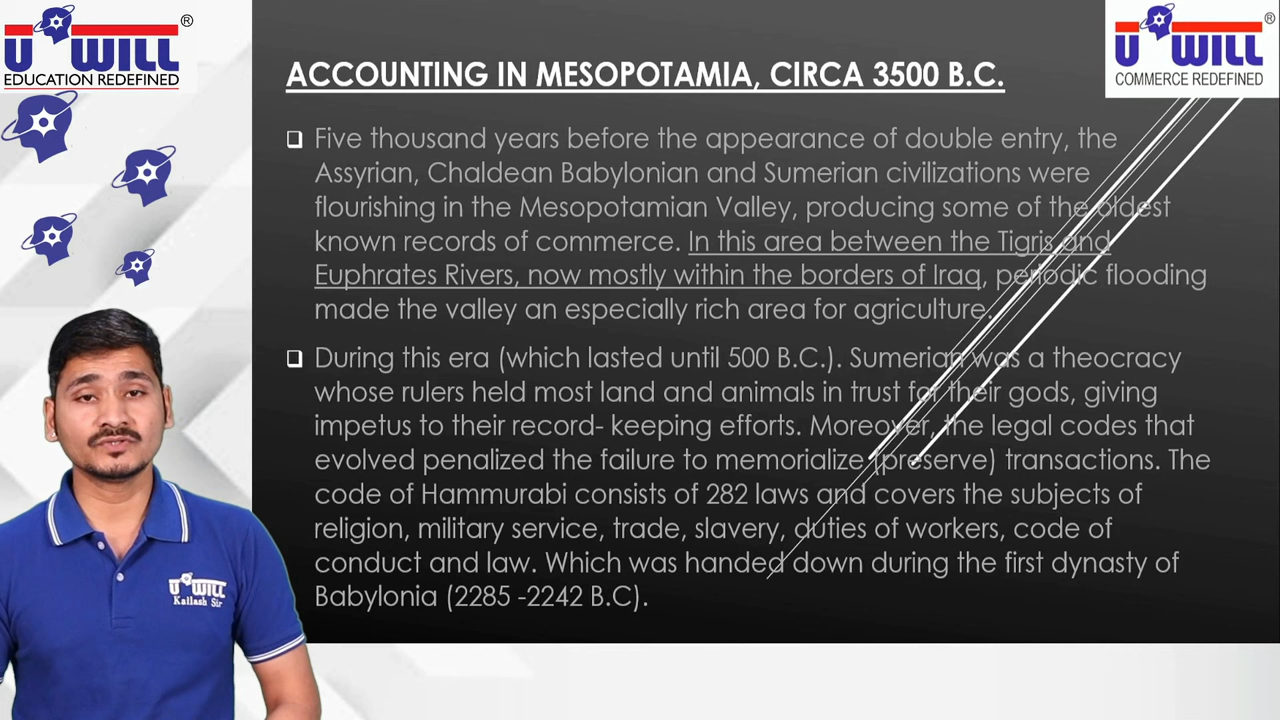 U WILL
EDUCATION REDEFINED
U WILL
COMMERCE REDEFINED
ACCOUNTING IN MESOPOTAMIA, CIRCA 3500 B.C.
Five thousand years before the appearance of double entry, the
Assyrian, Chaldean Babylonian and Sumerian civilizations were
flourishing in the Mesopotamian Valley, producing some of the oldest
known records of commerce. In this area between the Tigris and
Euphrates Rivers, now mostly within the borders of Iraq, periodic flooding
made the valley an especially rich area for agriculture.
During this era (which lasted until 500 B.C.). Sumerian was a theocracy
whose rulers held most land and animals in trust for their gods, giving
impetus to their record- keeping efforts. Moreover, the legal codes that
evolved penalized the failure to memorialize (preserve) transactions. The
code of Hammurabi consists of 282 laws and covers the subjects of
religion, military service, trade, slavery, duties of workers, code of
conduct and law. Which was handed down during the first dynasty of
Babylonia (2285 -2242 B.C).
U WILL
Kailash Sir